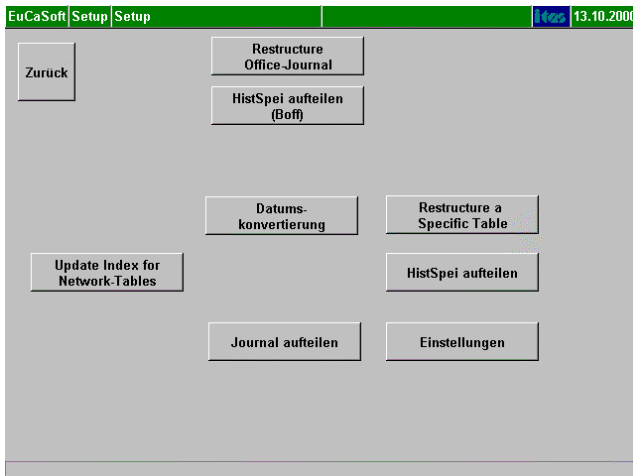 EuCaSoft Setup Setup itos 13.10.2000
Zurück
Restructure
Office-Journal
HistSpei aufteilen
(Boff)
Datums-
konvertierung
Restructure a
Specific Table
Update Index for
Network-Tables
HistSpei aufteilen
Journal aufteilen
Einstellungen